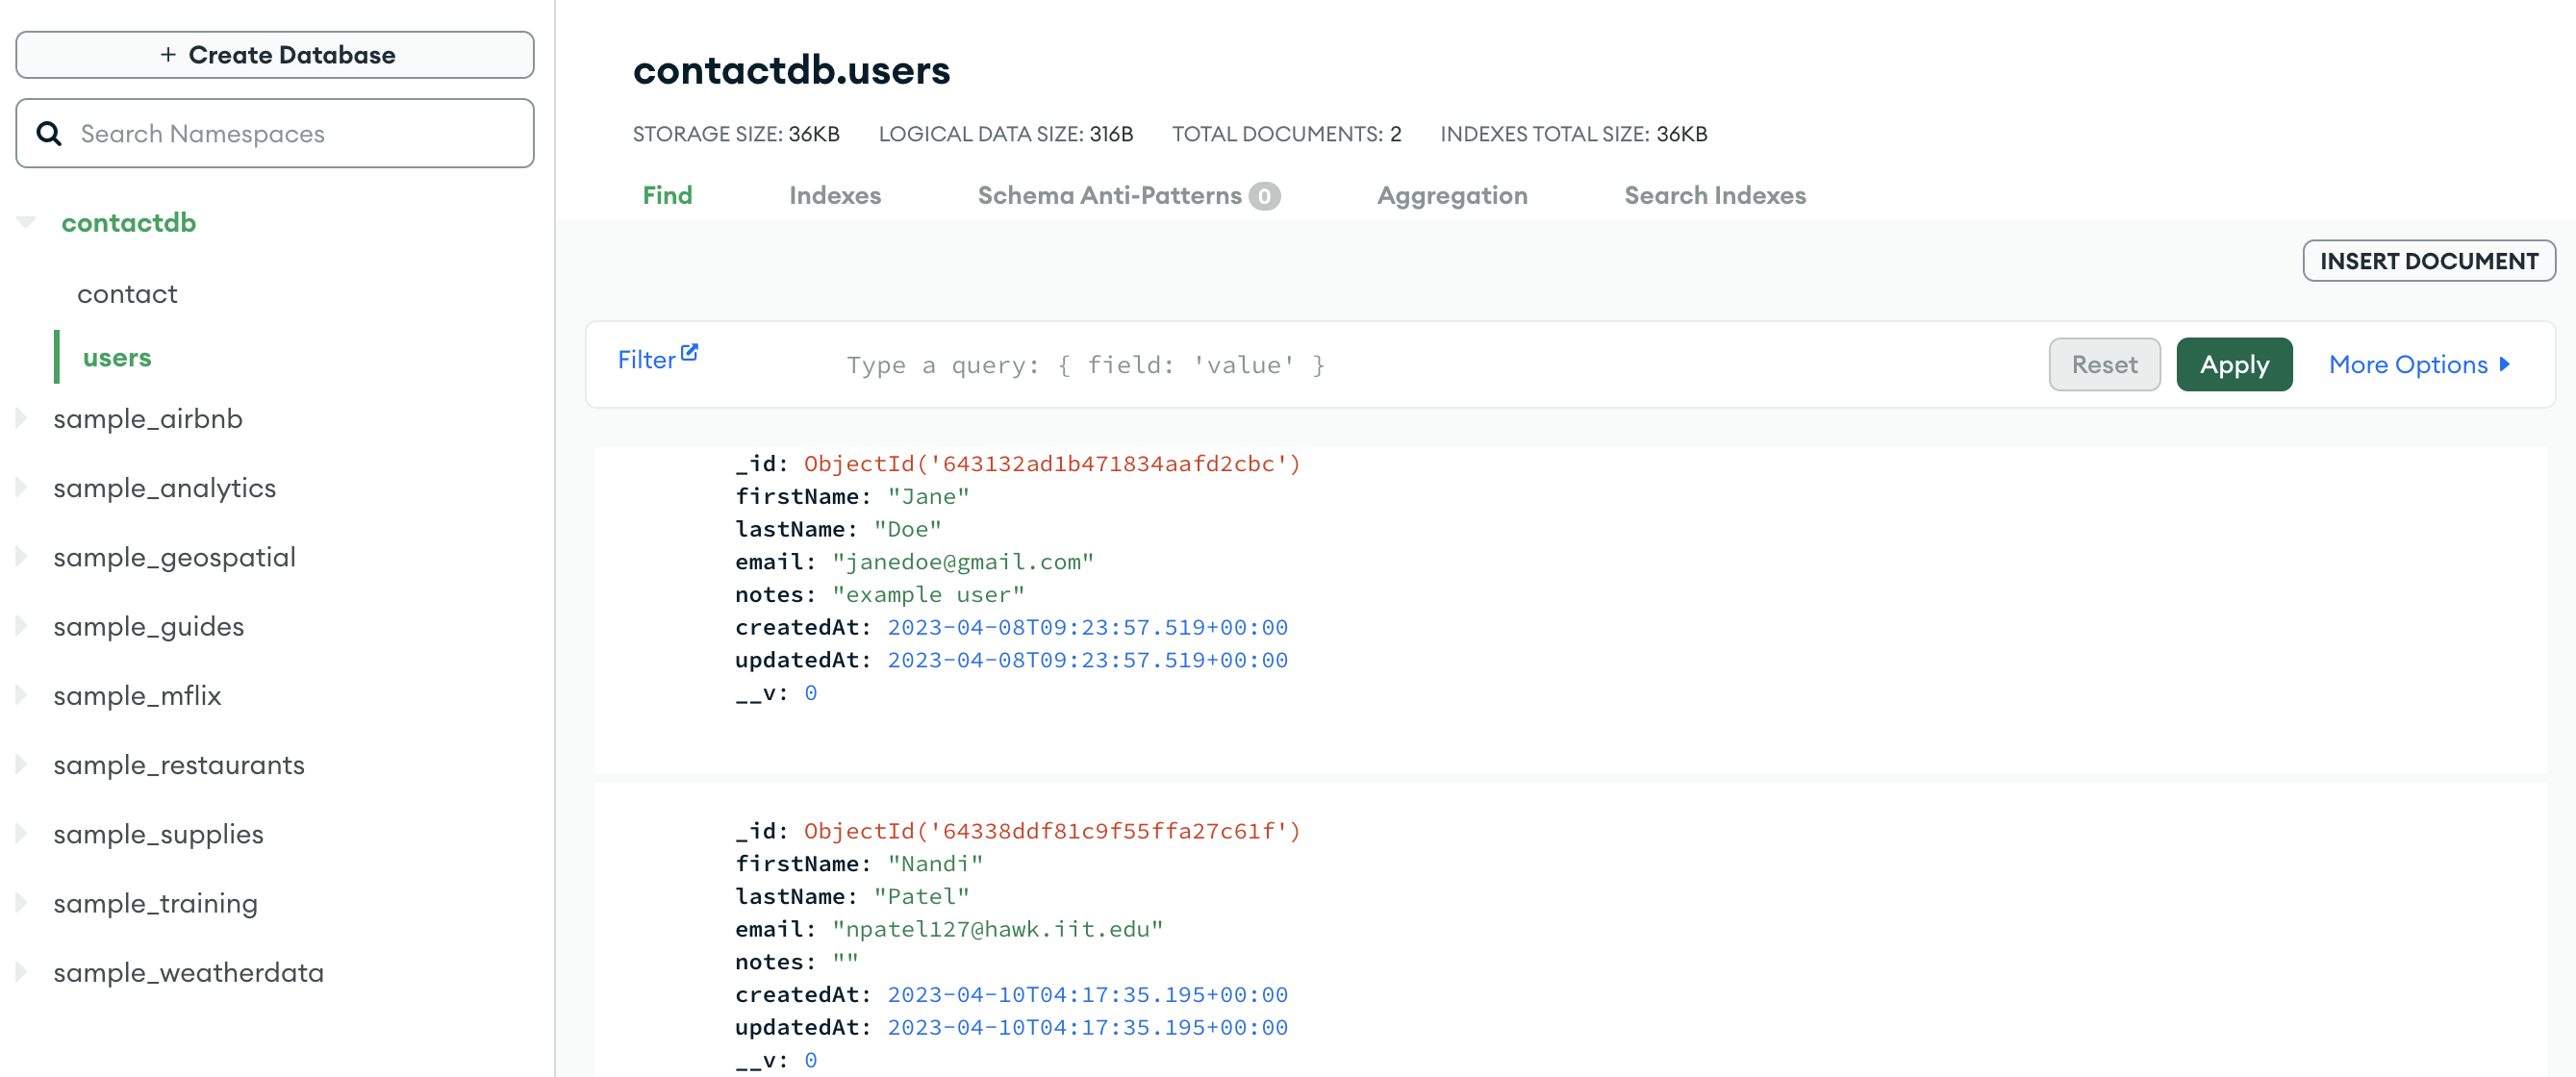 + Create Database
Search Namespaces
contactdb
contact
users
sample_airbnb
sample_analytics
sample_geospatial
sample_guides
sample_mflix
sample_restaurants
sample_supplies
sample_training
sample_weatherdata
contactdb.users
STORAGE SIZE: 36KB LOGICAL DATA SIZE: 316B TOTAL DOCUMENTS: 2 INDEXES TOTAL SIZE: 36KB
Find Indexes Schema Anti-Patterns 0 Aggregation Search Indexes
INSERT DOCUMENT
Filter Type a query: { field: 'value' } Reset Apply More Options
_id: ObjectId('643132ad1b471834aafd2cbc')
firstName: "Jane"
lastName: "Doe"
email: "janedoe@gmail.com"
notes: "example user"
createdAt: 2023-04-08T09:23:57.519+00:00
updatedAt: 2023-04-08T09:23:57.519+00:00
__v: 0
_id: ObjectId('64338ddf81c9f55ffa27c61f')
firstName: "Nandi"
lastName: "Patel"
email: "npatel127@hawk.iit.edu"
notes: ""
createdAt: 2023-04-10T04:17:35.195+00:00
updatedAt: 2023-04-10T04:17:35.195+00:00
__v: 0